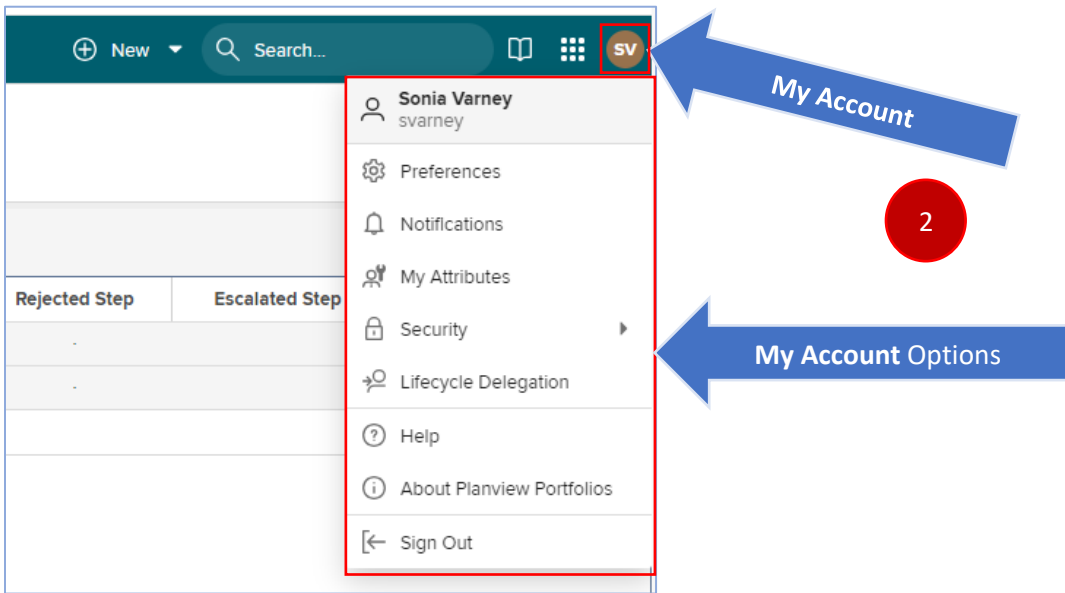 New
Search...
SV
My Account
Sonia Varney
svarney
Preferences
Notifications
2
My Attributes
Rejected Step
Escalated Step
Security
-
My Account Options
-
Lifecycle Delegation
Help
About Planview Portfolios
Sign Out